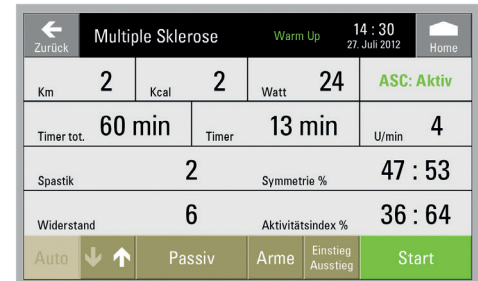 Zurück Multiple Sklerose Warm Up 14 : 30
27. Juli 2012 Home
Km 2 Kcal 2 Watt 24 ASC: Aktiv
Timer tot. 60 min Timer 13 min U/min 4
Spastik 2 Symmetrie % 47 : 53
Widerstand 6 Aktivitätsindex % 36 : 64
Auto Passiv Arme Einstieg Ausstieg Start